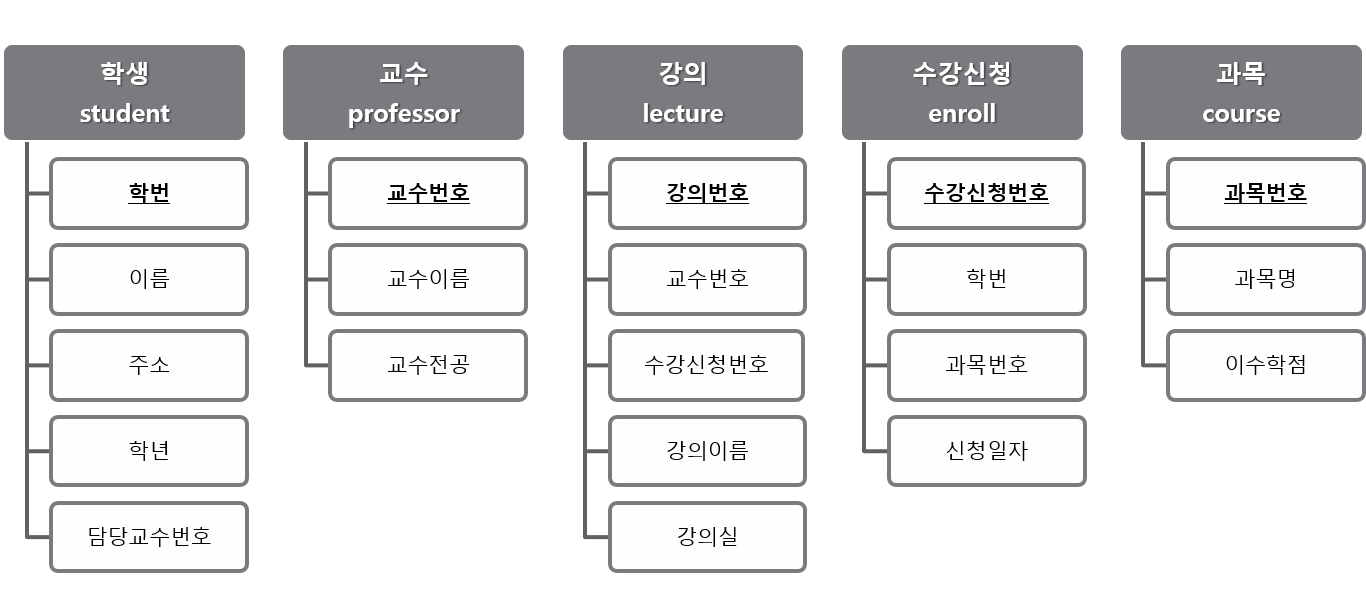 학생
student
학번
이름
주소
학년
담당교수번호
교수
professor
교수번호
교수이름
교수전공
강의
lecture
강의번호
교수번호
수강신청번호
강의이름
강의실
수강신청
enroll
수강신청번호
학번
과목번호
신청일자
과목
course
과목번호
과목명
이수학점